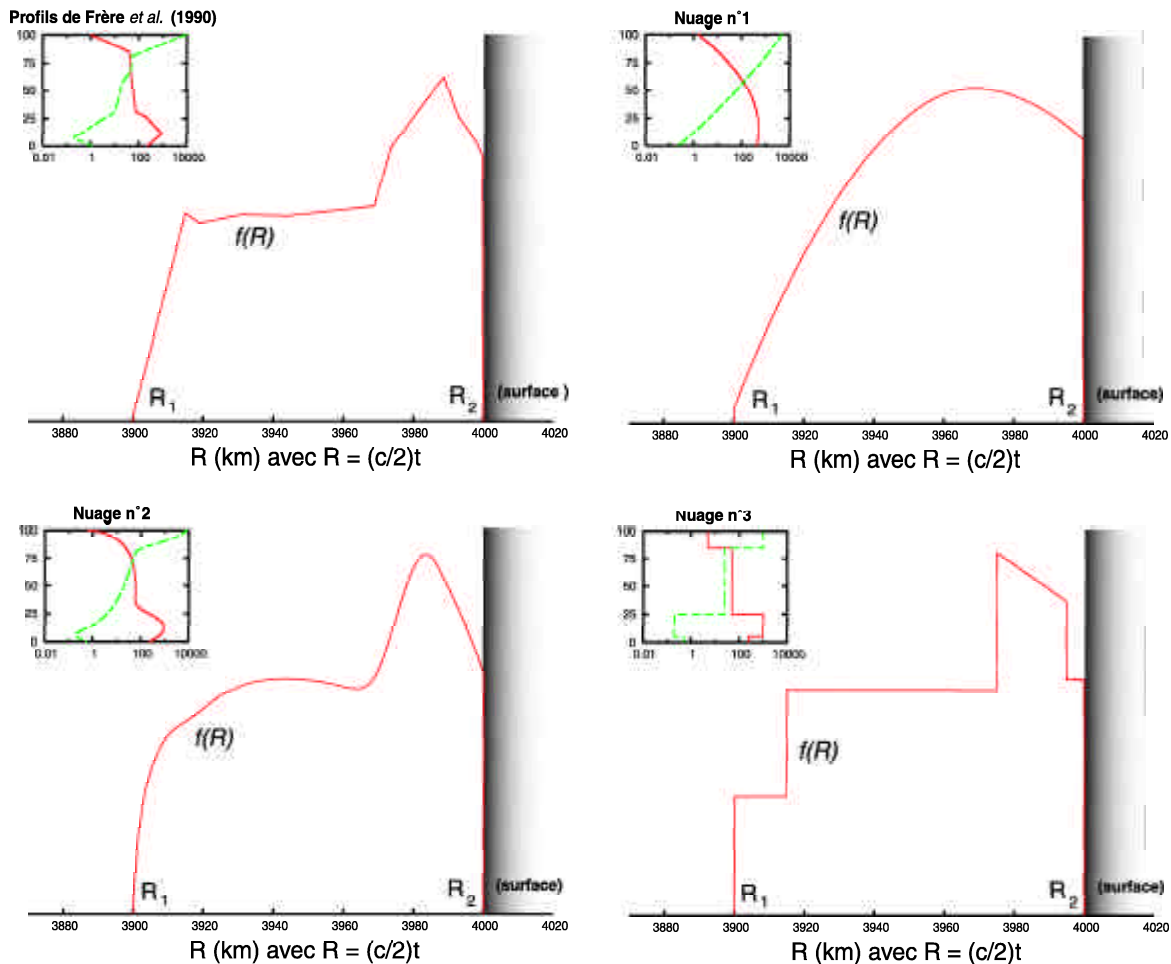 Profils de Frère et al. (1990)
100
75
50
25
0
0.01 1 100 10000
f(R)
R1
R2
(surface )
3880 3900 3920 3940 3960 3980 4000 4020
R (km) avec R = (c/2)t
Nuage n°1
100
75
50
25
0
0.01 1 100 10000
f(R)
R1
R2
(surface)
3880 3900 3920 3940 3960 3980 4000 4020
R (km) avec R = (c/2)t
Nuage n°2
100
75
50
25
0
0.01 1 100 10000
f(R)
R1
R2
(surface)
3880 3900 3920 3940 3960 3980 4000 4020
R (km) avec R = (c/2)t
Nuage n°3
100
75
50
25
0
0.01 1 100 10000
f(R)
R1
R2
(surface)
3880 3900 3920 3940 3960 3980 4000 4020
R (km) avec R = (c/2)t